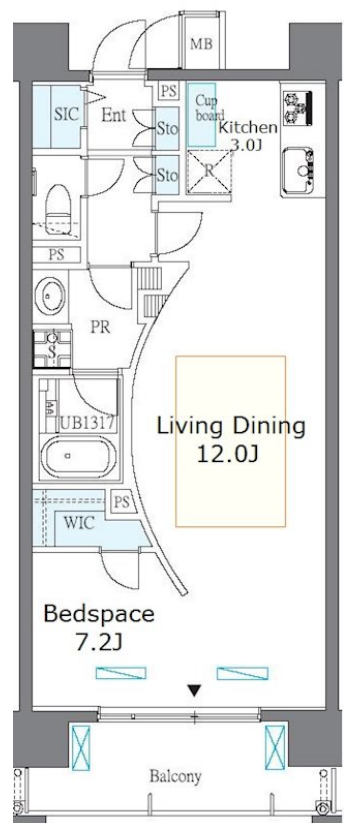 MB
SIC
Ent
PS
Cup
board
Sto
Kitchen
3.0J
Sto
R
PS
PR
S
Living Dining
12.0J
UB1317
PS
WIC
Bedspace
7.2J
Balcony